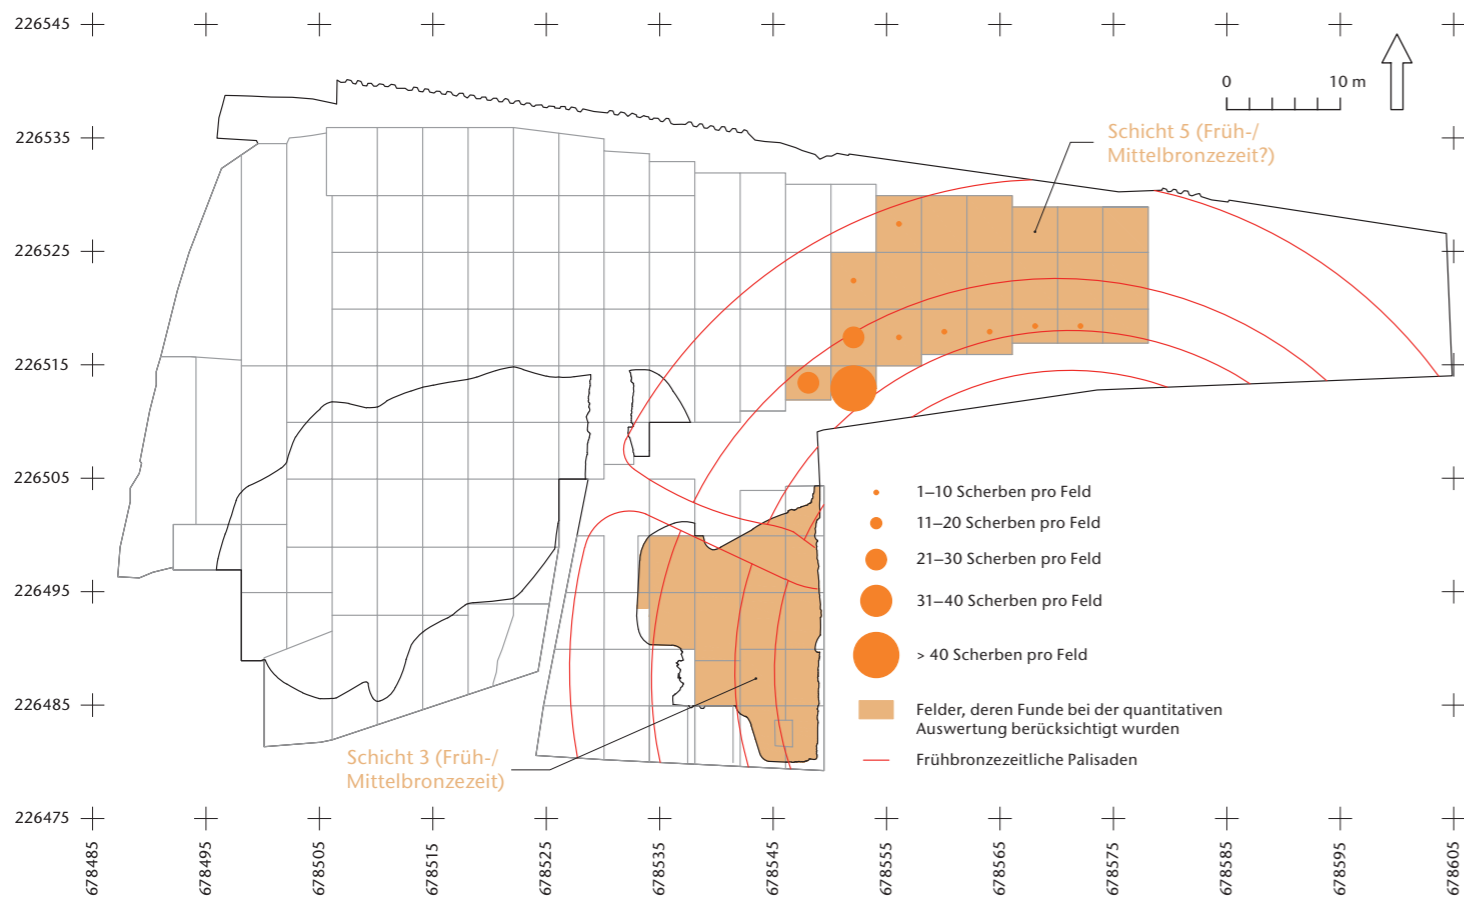 226545
226535
226525
226515
226505
226495
226485
226475
678485
678495
678505
678515
678525
678535
678545
678555
678565
678575
678585
678595
678605
0 10 m
Schicht 5 (Früh-/
Mittelbronzezeit?)
Schicht 3 (Früh-/
Mittelbronzezeit)
1–10 Scherben pro Feld
11–20 Scherben pro Feld
21–30 Scherben pro Feld
31–40 Scherben pro Feld
> 40 Scherben pro Feld
Felder, deren Funde bei der quantitativen
Auswertung berücksichtigt wurden
Frühbronzezeitliche Palisaden